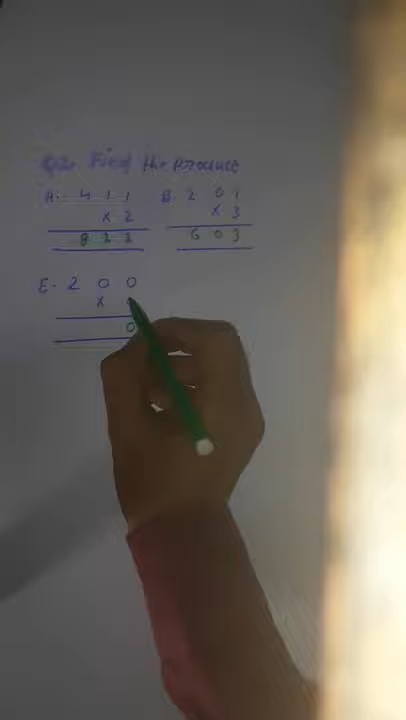 Q2. Find the Product
A. 4 1 1 B. 2 0 1
x 2 x 3
8 2 2 6 0 3
E. 2 0 0
x
0